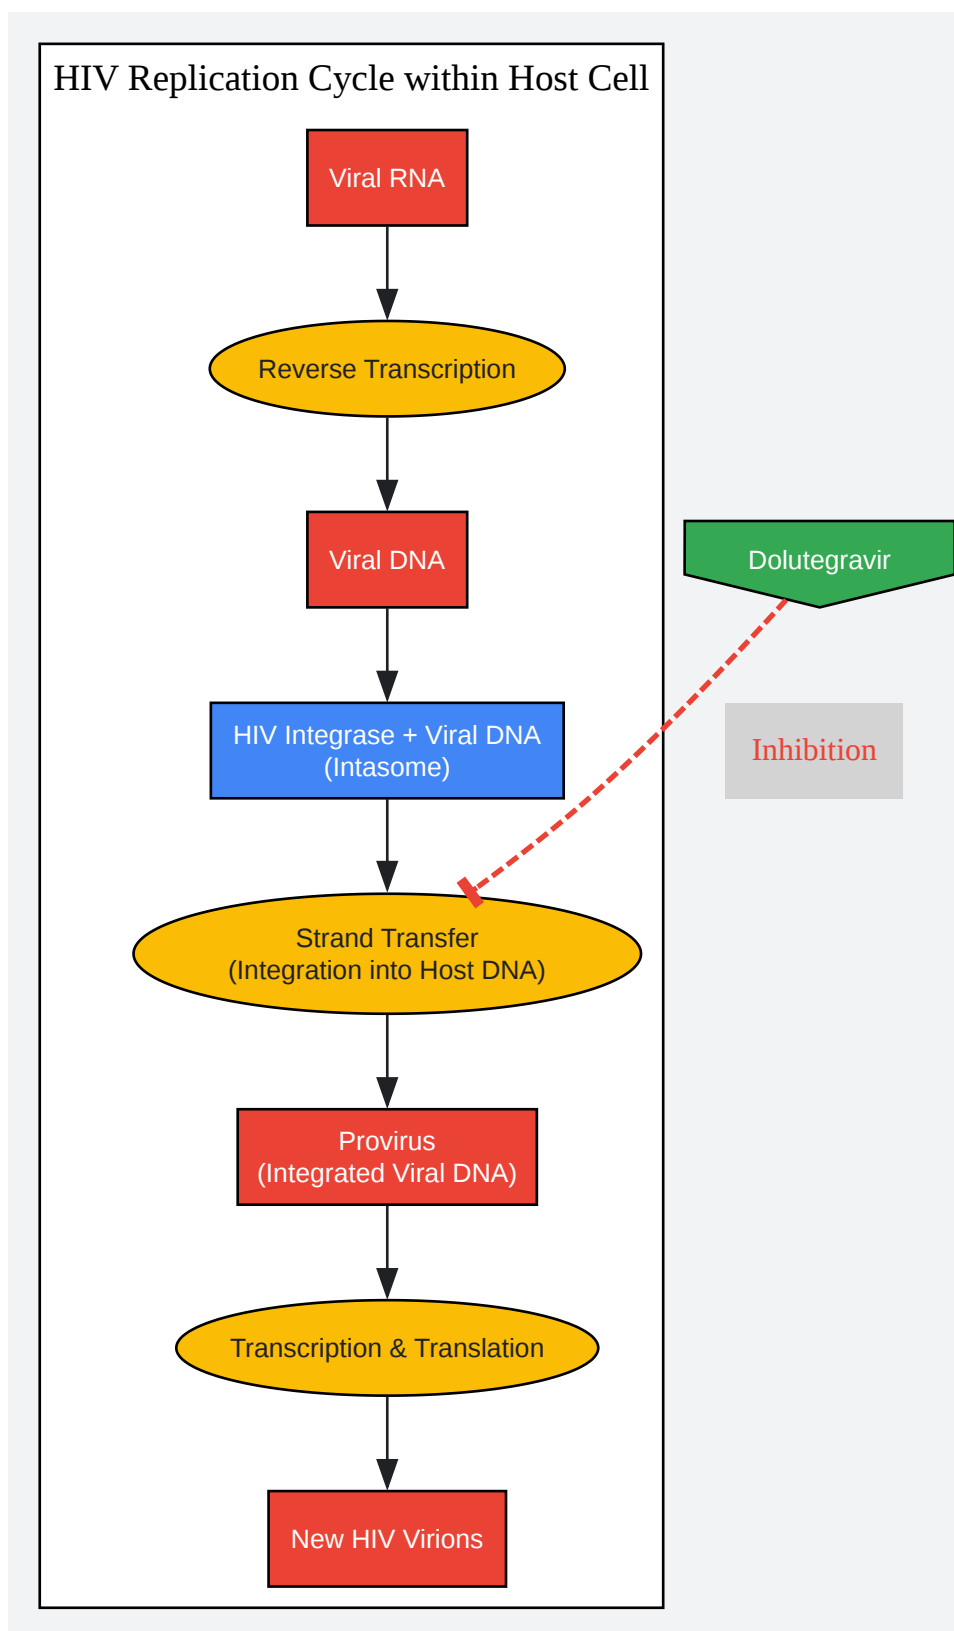 HIV Replication Cycle within Host Cell
Viral RNA
Reverse Transcription
Viral DNA
Dolutegravir
HIV Integrase + Viral DNA
(Intasome)
Inhibition
Strand Transfer
(Integration into Host DNA)
Provirus
(Integrated Viral DNA)
Transcription & Translation
New HIV Virions